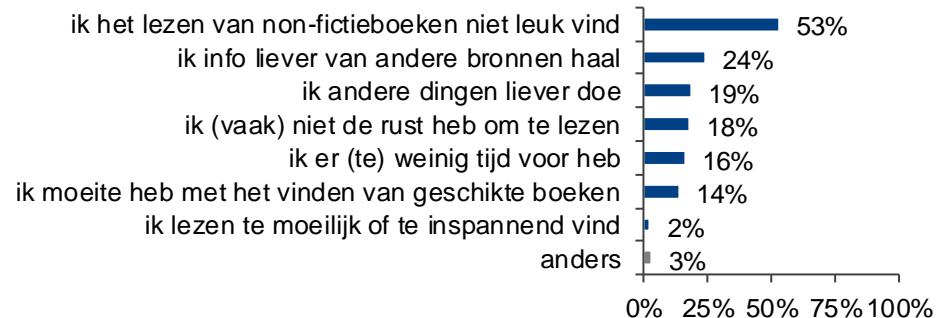 ik het lezen van non-fictieboeken niet leuk vind 53%
ik info liever van andere bronnen haal 24%
ik andere dingen liever doe 19%
ik (vaak) niet de rust heb om te lezen 18%
ik er (te) weinig tijd voor heb 16%
ik moeite heb met het vinden van geschikte boeken 14%
ik lezen te moeilijk of te inspannend vind 2%
anders 3%
0% 25% 50% 75% 100%